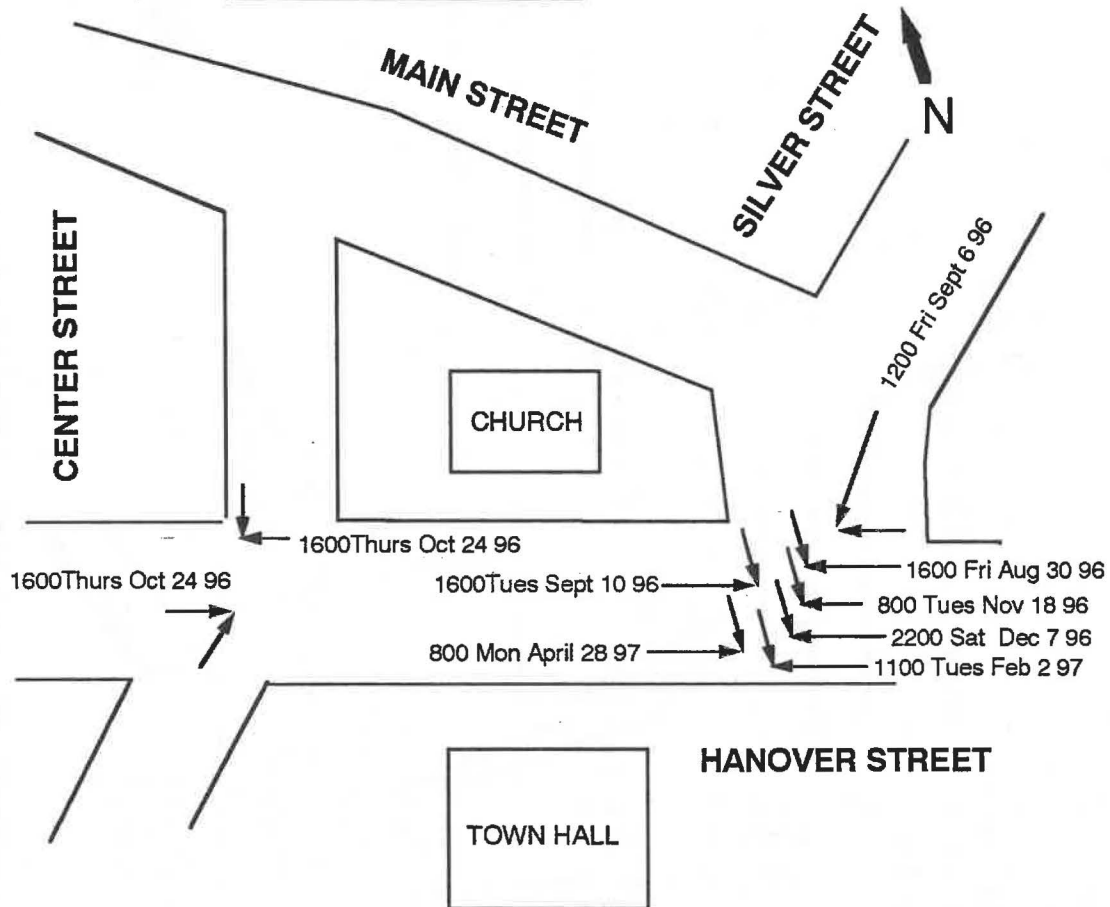 MAIN STREET
SILVER STREET
N
CENTER STREET
1200 Fri Sept 6 96
CHURCH
1600Thurs Oct 24 96
1600Thurs Oct 24 96
1600Tues Sept 10 96
1600 Fri Aug 30 96
800 Tues Nov 18 96
2200 Sat Dec 7 96
800 Mon April 28 97
1100 Tues Feb 2 97
HANOVER STREET
TOWN HALL